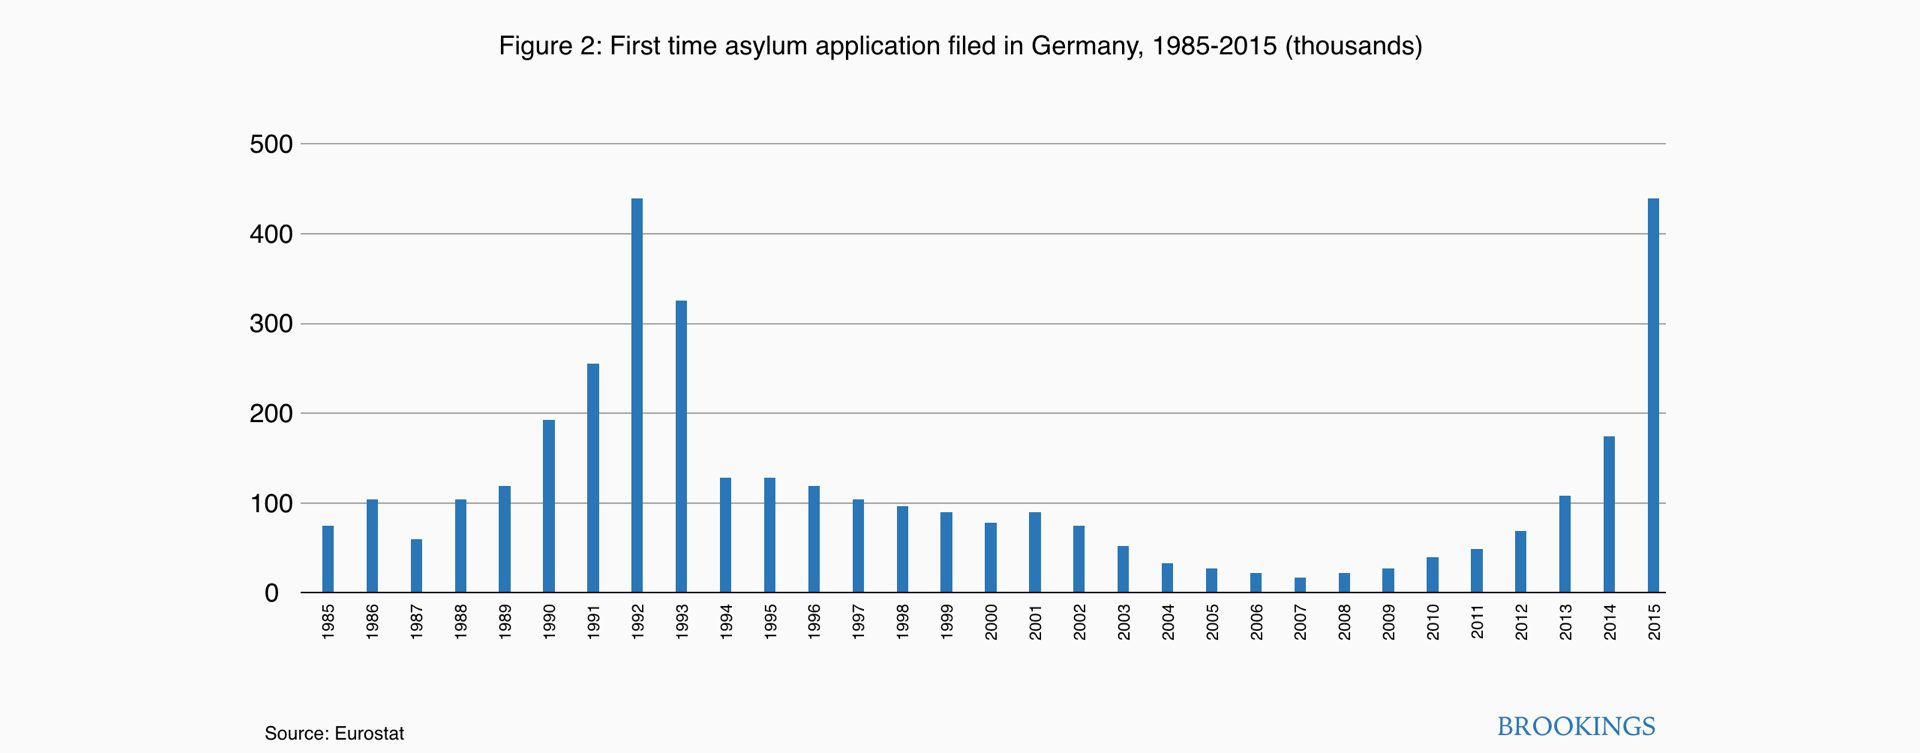 Figure 2: First time asylum application filed in Germany, 1985-2015 (thousands)
500
400
300
200
100
0
1985 1986 1987 1988 1989 1990 1991 1992 1993 1994 1995 1996 1997 1998 1999 2000 2001 2002 2003 2004 2005 2006 2007 2008 2009 2010 2011 2012 2013 2014 2015
Source: Eurostat
BROOKINGS